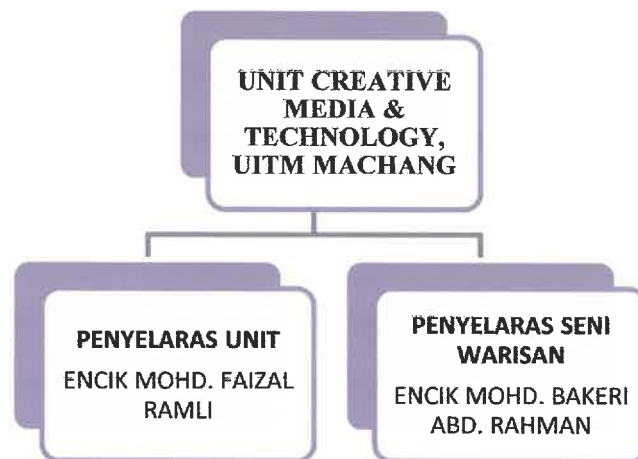 UNIT CREATIVE
MEDIA &
TECHNOLOGY,
UITM MACHANG
PENYELARAS UNIT
ENCIK MOHD. FAIZAL
RAMLI
PENYELARAS SENI
WARISAN
ENCIK MOHD. BAKERI
ABD. RAHMAN